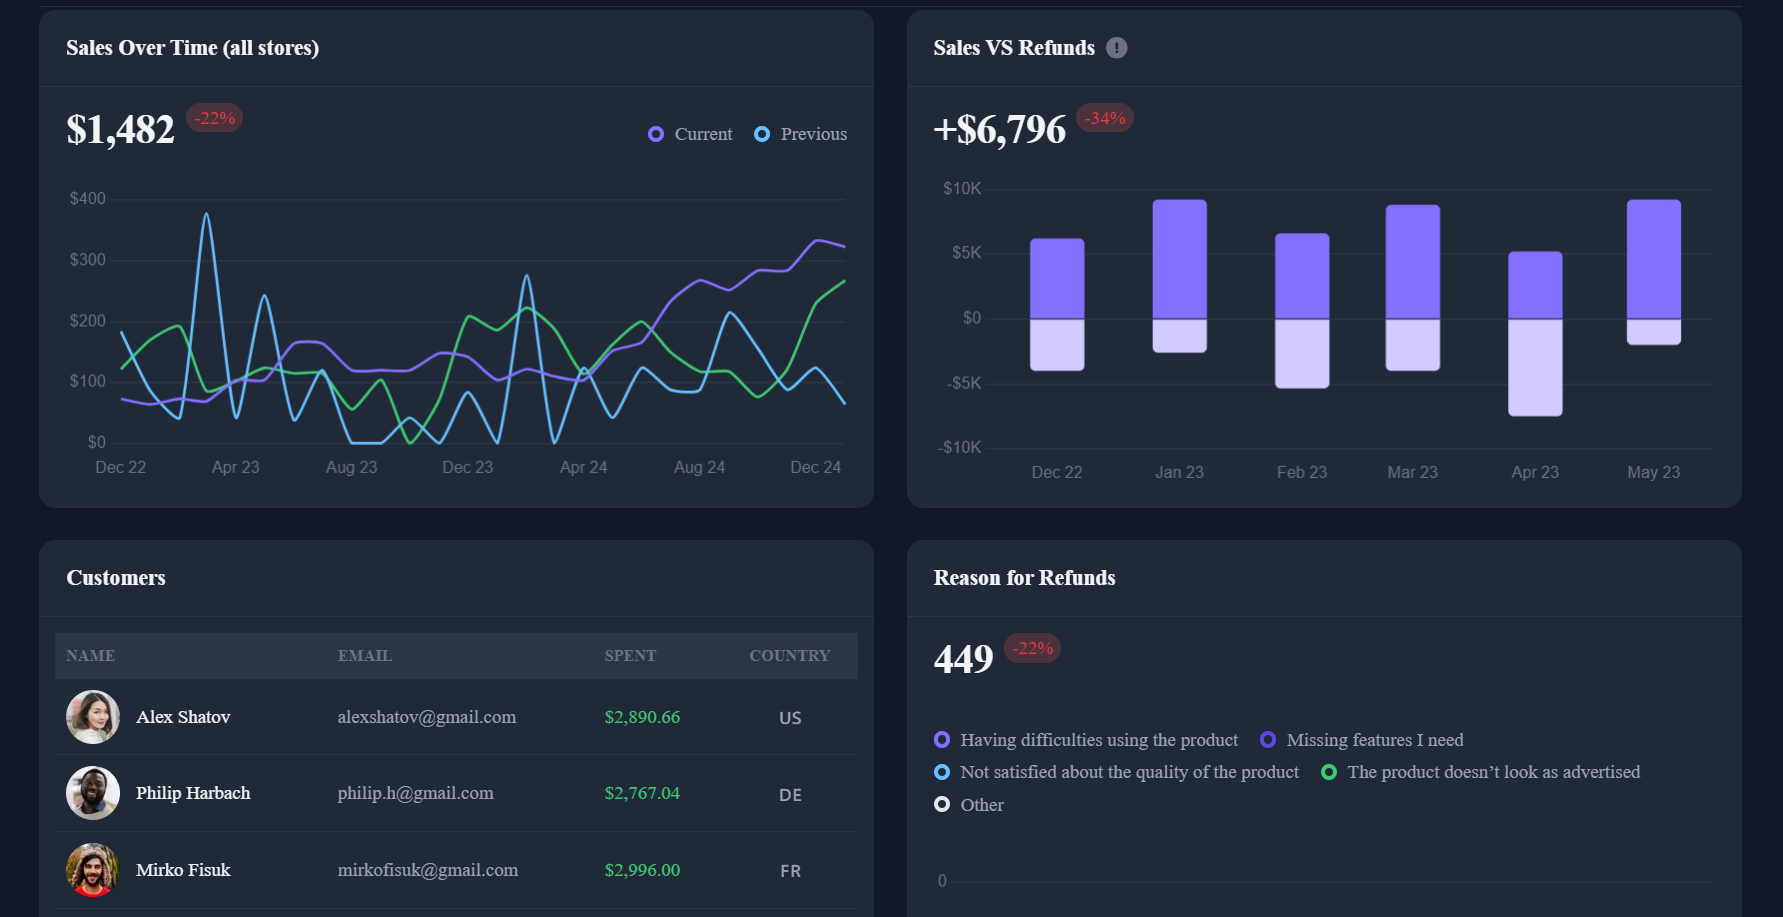 Sales Over Time (all stores)
$1,482 -22%
Current Previous
$400
$300
$200
$100
$0
Dec 22 Apr 23 Aug 23 Dec 23 Apr 24 Aug 24 Dec 24
Sales VS Refunds !
+$6,796 -34%
$10K
$5K
$0
-$5K
-$10K
Dec 22 Jan 23 Feb 23 Mar 23 Apr 23 May 23
Customers
NAME EMAIL SPENT COUNTRY
Alex Shatov alexshatov@gmail.com $2,890.66 US
Philip Harbach philip.h@gmail.com $2,767.04 DE
Mirko Fisuk mirkofisuk@gmail.com $2,996.00 FR
Reason for Refunds
449 -22%
Having difficulties using the product Missing features I need
Not satisfied about the quality of the product The product doesn’t look as advertised
Other
0